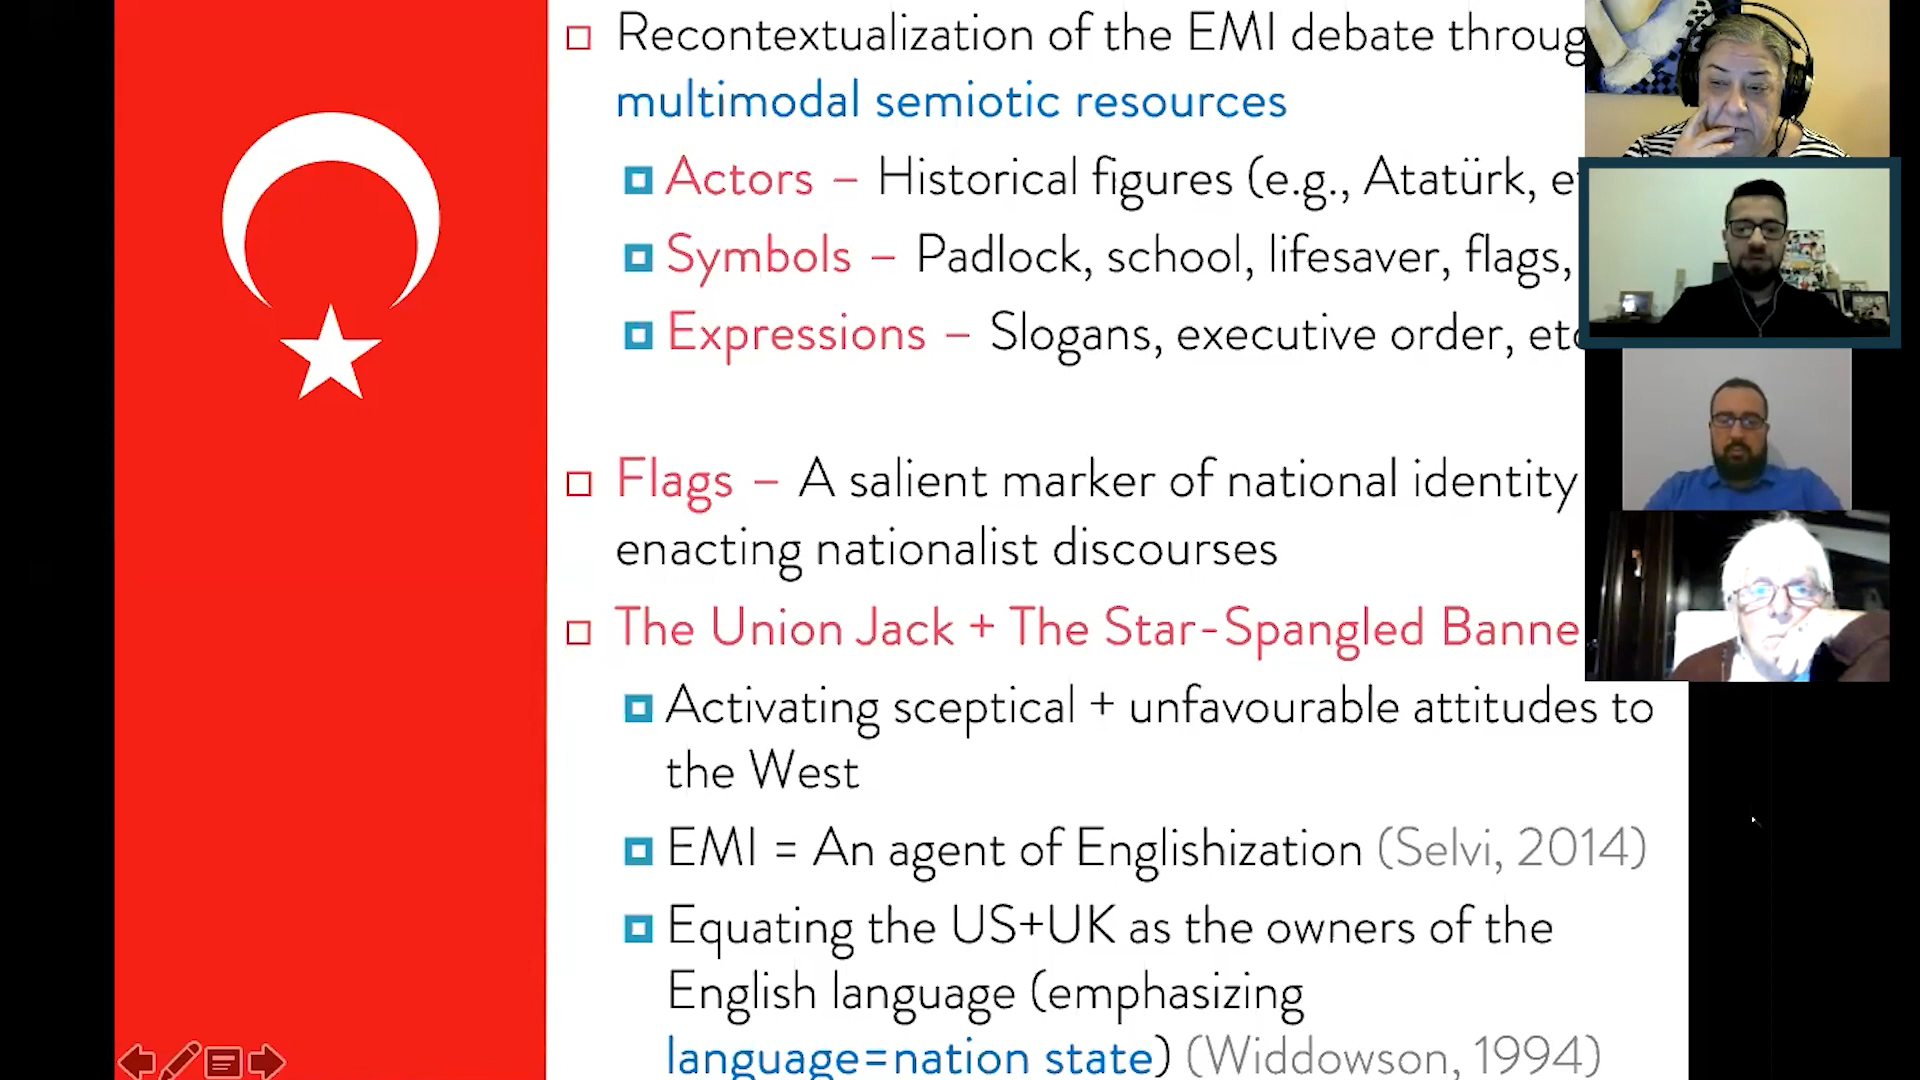 Recontextualization of the EMI debate throug
multimodal semiotic resources
Actors – Historical figures (e.g., Atatürk, e
Symbols – Padlock, school, lifesaver, flags,
Expressions – Slogans, executive order, etc
Flags – A salient marker of national identity
enacting nationalist discourses
The Union Jack + The Star-Spangled Banne
Activating sceptical + unfavourable attitudes to
the West
EMI = An agent of Englishization (Selvi, 2014)
Equating the US+UK as the owners of the
English language (emphasizing
language=nation state) (Widdowson, 1994)